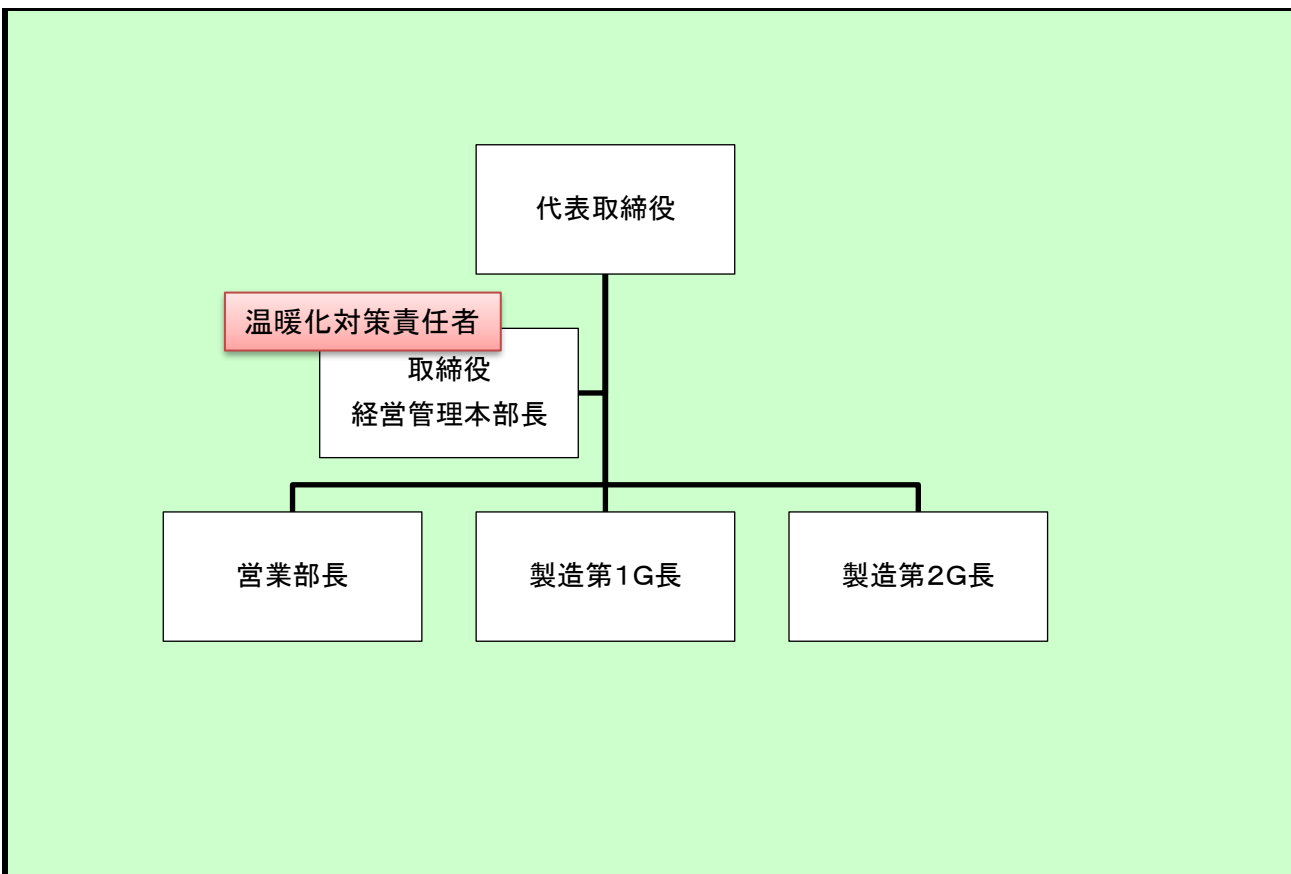 代表取締役
温暖化対策責任者
取締役
経営管理本部長
営業部長
製造第1G長
製造第2G長